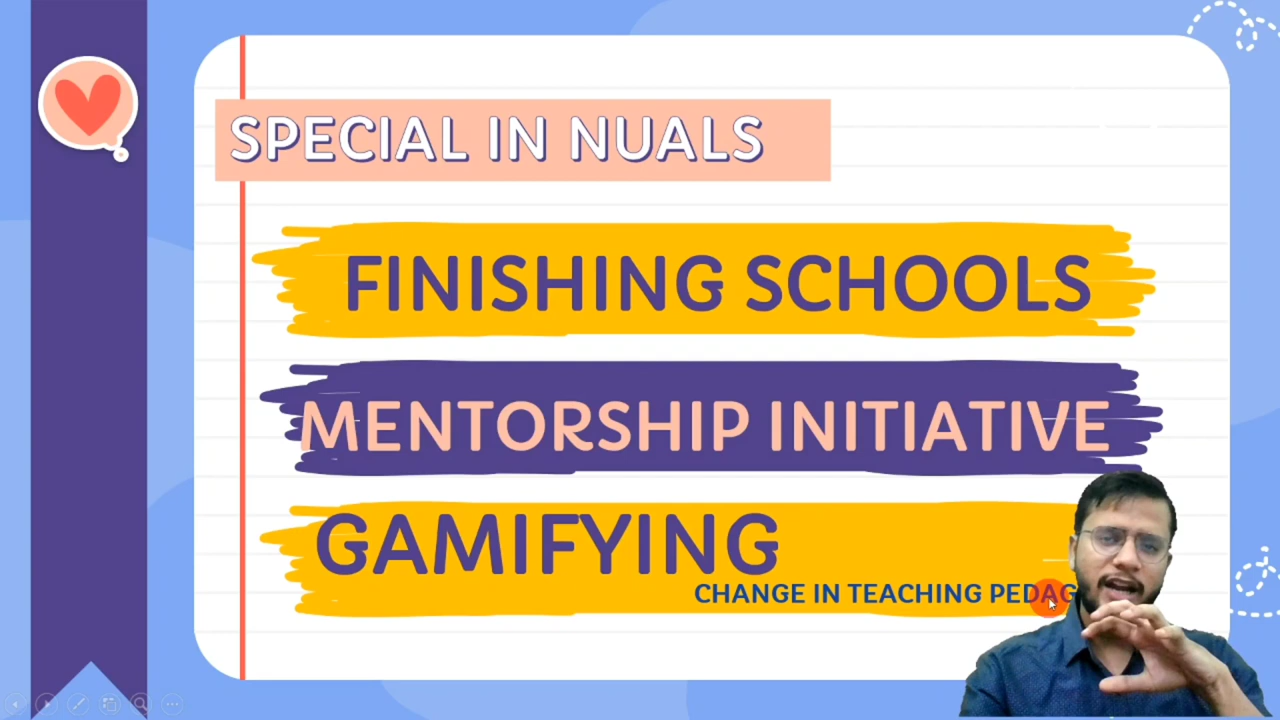 SPECIAL IN NUALS
FINISHING SCHOOLS
MENTORSHIP INITIATIVE
GAMIFYING
CHANGE IN TEACHING